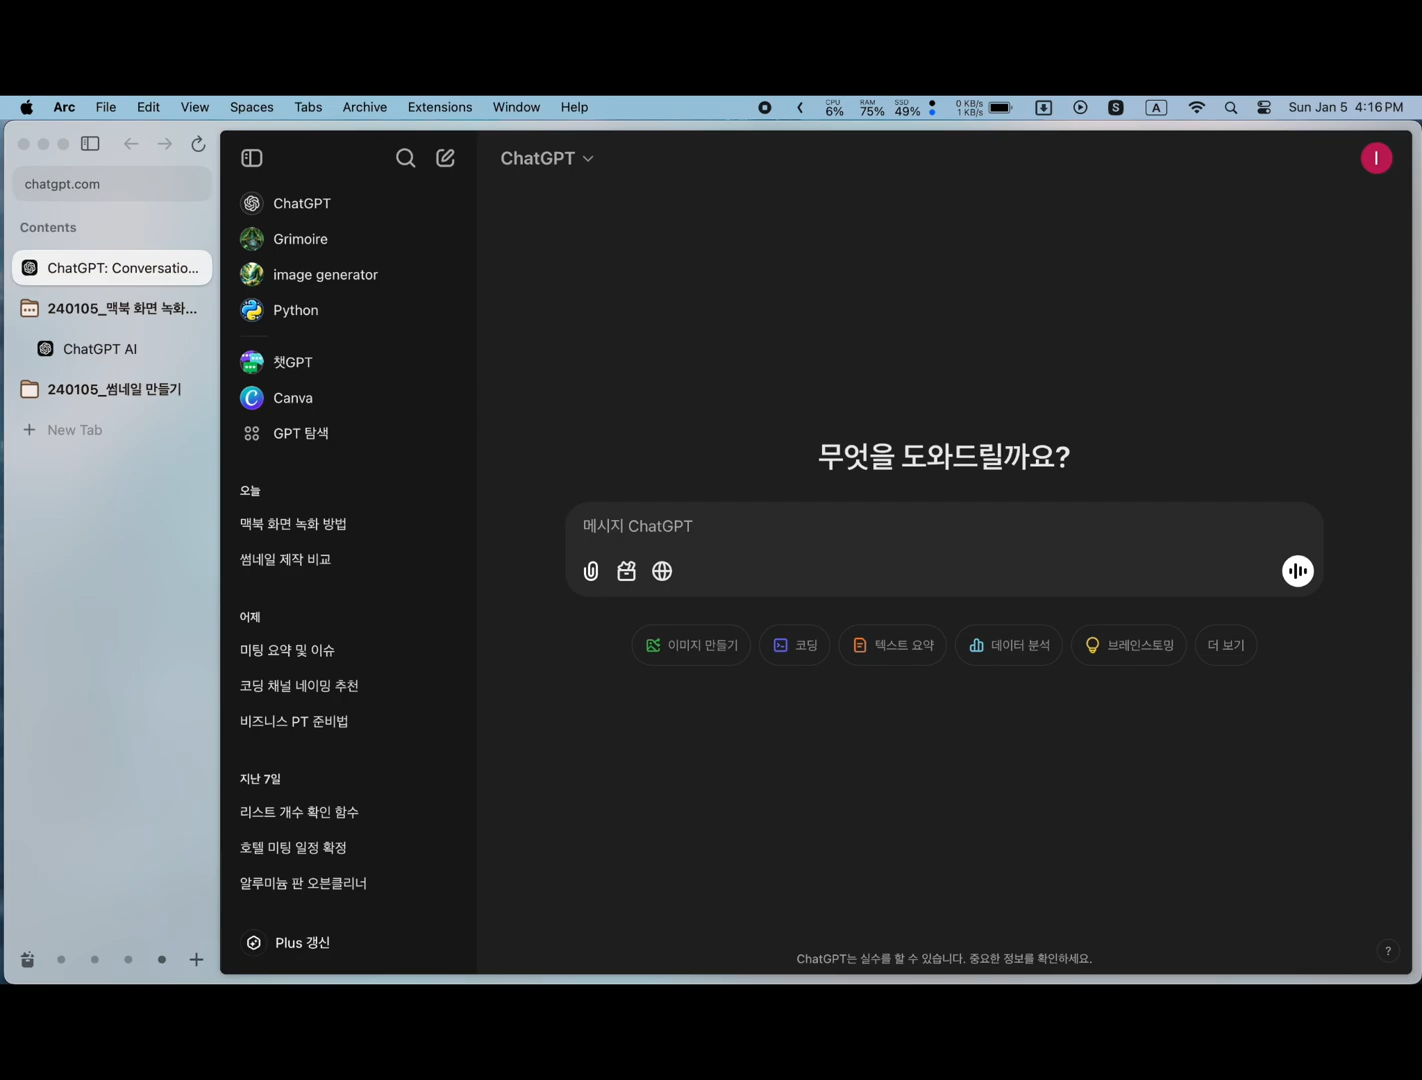 Arc File Edit View Spaces Tabs Archive Extensions Window Help
CPU 6% RAM 75% SSD 49% 0 KB/s 1 KB/s S A Sun Jan 5 4:16 PM
chatgpt.com
Contents
ChatGPT: Conversatio...
240105_맥북 화면 녹화...
ChatGPT AI
240105_썸네일 만들기
New Tab
ChatGPT
Grimoire
image generator
Python
챗GPT
Canva
GPT 탐색
오늘
맥북 화면 녹화 방법
썸네일 제작 비교
어제
미팅 요약 및 이슈
코딩 채널 네이밍 추천
비즈니스 PT 준비법
지난 7일
리스트 개수 확인 함수
호텔 미팅 일정 확정
알루미늄 판 오븐클리너
Plus 갱신
ChatGPT
I
무엇을 도와드릴까요?
메시지 ChatGPT
이미지 만들기 코딩 텍스트 요약 데이터 분석 브레인스토밍 더 보기
ChatGPT는 실수를 할 수 있습니다. 중요한 정보를 확인하세요.
?